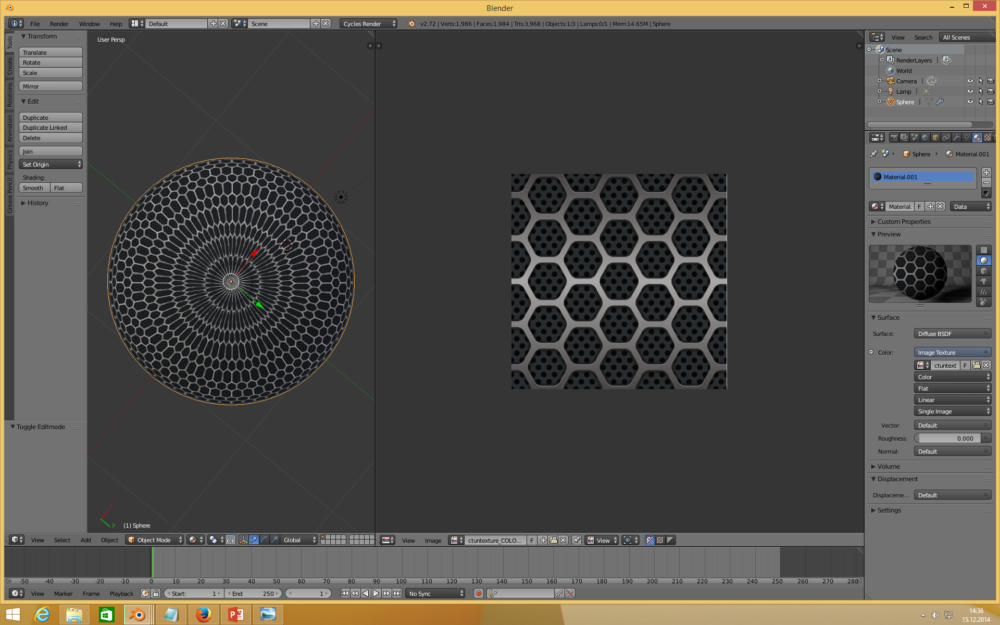 Blender
File Render Window Help Default Scene Cycles Render v2.72 | Verts:1,986 | Faces:1,984 | Tris:3,968 | Objects:1/3 | Lamps:0/1 | Mem:14.65M | Sphere
Tools
Create
Relations
Animation
Physics
Grease Pencil
Transform
Translate
Rotate
Scale
Mirror
Edit
Duplicate
Duplicate Linked
Delete
Join
Set Origin
Shading:
Smooth Flat
History
Toggle Editmode
User Persp
y
(1) Sphere
View Select Add Object Object Mode Global
View Image ctuntexture_COLO... F View
View Search All Scenes
Scene
RenderLayers |
World
Camera |
Lamp |
Sphere |
Sphere Material.001
Material.001
Material. F Data
Custom Properties
Preview
Surface
Surface: Diffuse BSDF
Color: Image Texture
ctuntext F
Color
Flat
Linear
Single Image
Vector: Default
Roughness: 0.000
Normal: Default
Volume
Displacement
Displaceme... Default
Settings
-50 -40 -30 -20 -10 0 10 20 30 40 50 60 70 80 90 100 110 120 130 140 150 160 170 180 190 200 210 220 230 240 250 260 270 280
View Marker Frame Playback Start: 1 End: 250 1 No Sync
14:36
15.12.2014